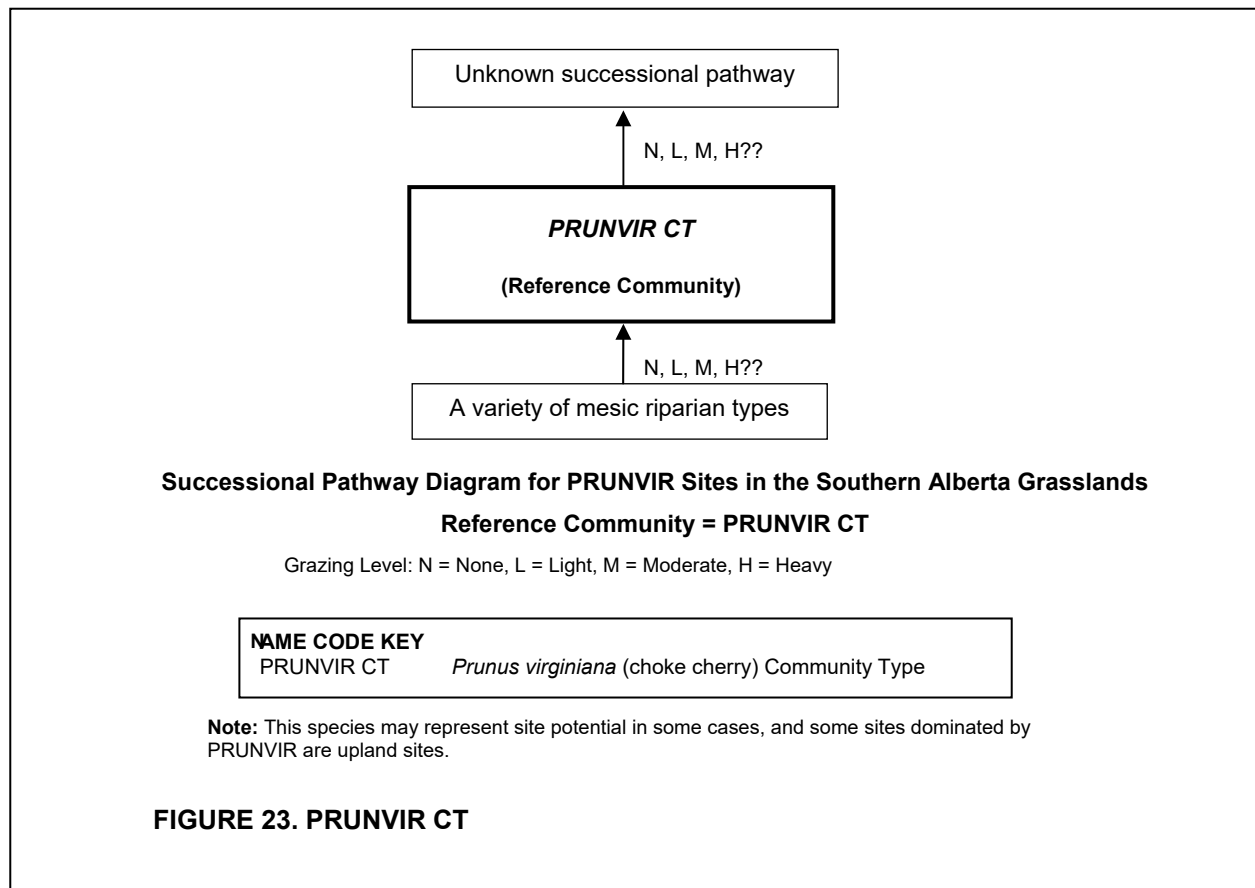 Unknown successional pathway
N, L, M, H??
PRUNVIR CT
(Reference Community)
N, L, M, H??
A variety of mesic riparian types
Successional Pathway Diagram for PRUNVIR Sites in the Southern Alberta Grasslands
Reference Community = PRUNVIR CT
Grazing Level: N = None, L = Light, M = Moderate, H = Heavy
NAME CODE KEY
PRUNVIR CT Prunus virginiana (choke cherry) Community Type
Note: This species may represent site potential in some cases, and some sites dominated by
PRUNVIR are upland sites.
FIGURE 23. PRUNVIR CT